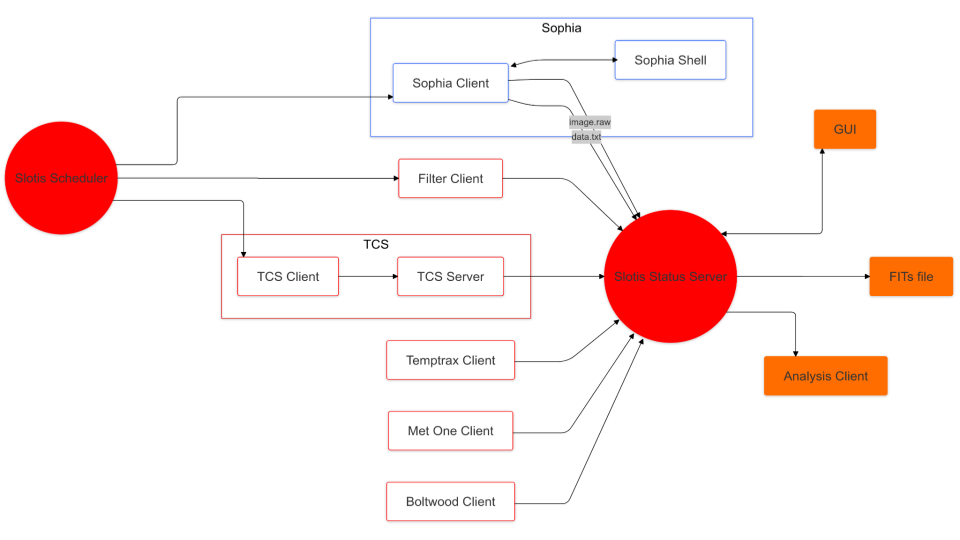 Sophia
Sophia Shell
Sophia Client
image.raw
data.txt
GUI
Slotis Scheduler
Filter Client
TCS
TCS Client
TCS Server
Slotis Status Server
FITs file
Temptrax Client
Analysis Client
Met One Client
Boltwood Client